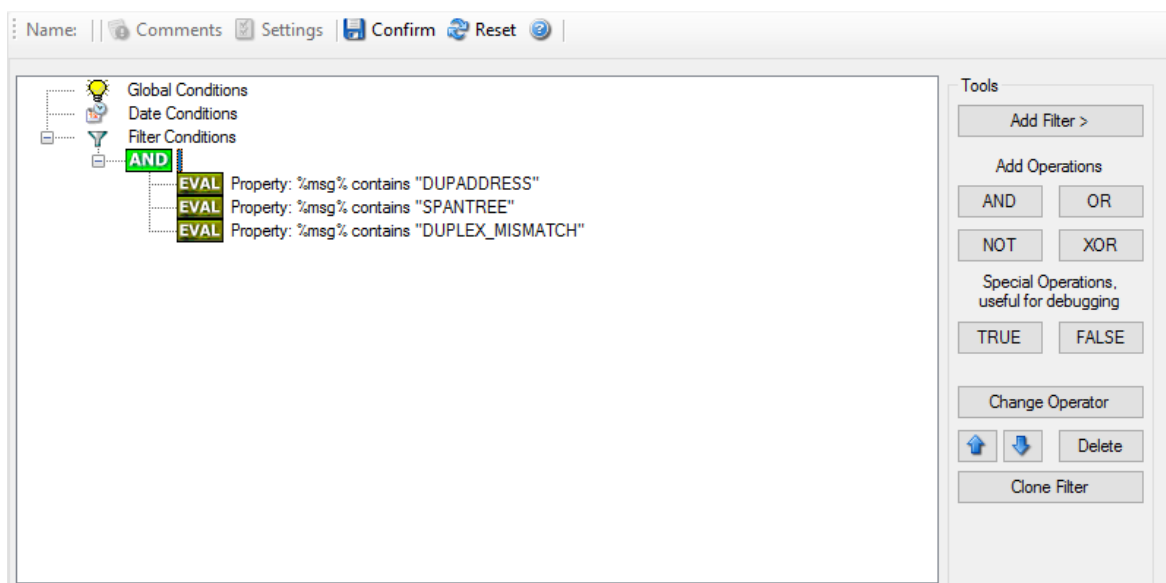 Name: Comments Settings Confirm Reset
Global Conditions
Date Conditions
Filter Conditions
AND
EVAL Property: %msg% contains "DUPADDRESS"
EVAL Property: %msg% contains "SPANTREE"
EVAL Property: %msg% contains "DUPLEX_MISMATCH"
Tools
Add Filter >
Add Operations
AND OR
NOT XOR
Special Operations,
useful for debugging
TRUE FALSE
Change Operator
Delete
Clone Filter